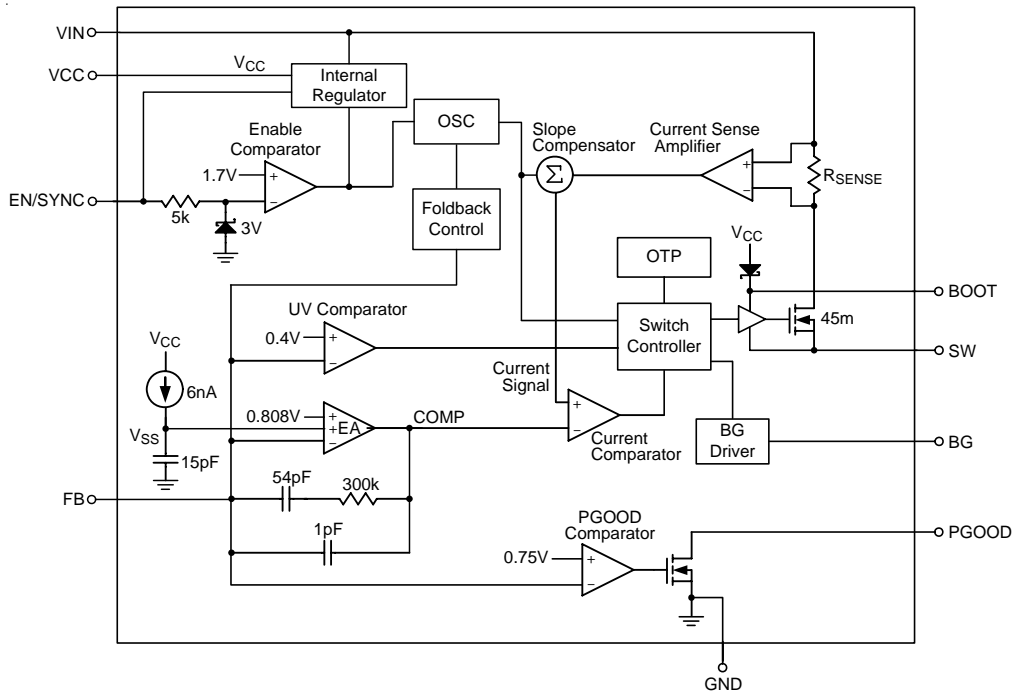 VIN
VCC
VCC
Internal
Regulator
OSC
Enable
Comparator
1.7V
+
−
EN/SYNC
5k
3V
Foldback
Control
Slope
Compensator
Σ
Current Sense
Amplifier
+
−
RSENSE
VCC
OTP
BOOT
UV Comparator
0.4V
+
−
Switch
Controller
45m
SW
VCC
6nA
Current
Signal
0.808V
+
+EA
−
COMP
+
−
Current
Comparator
BG
Driver
BG
VSS
15pF
54pF
300k
FB
1pF
PGOOD
Comparator
0.75V
+
−
PGOOD
GND